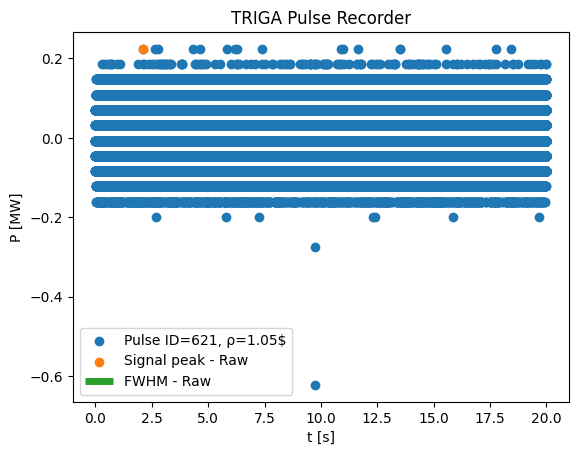 TRIGA Pulse Recorder
P [MW]
0.2
0.0
−0.2
−0.4
−0.6
Pulse ID=621, ρ=1.05$
Signal peak - Raw
FWHM - Raw
0.0 2.5 5.0 7.5 10.0 12.5 15.0 17.5 20.0
t [s]